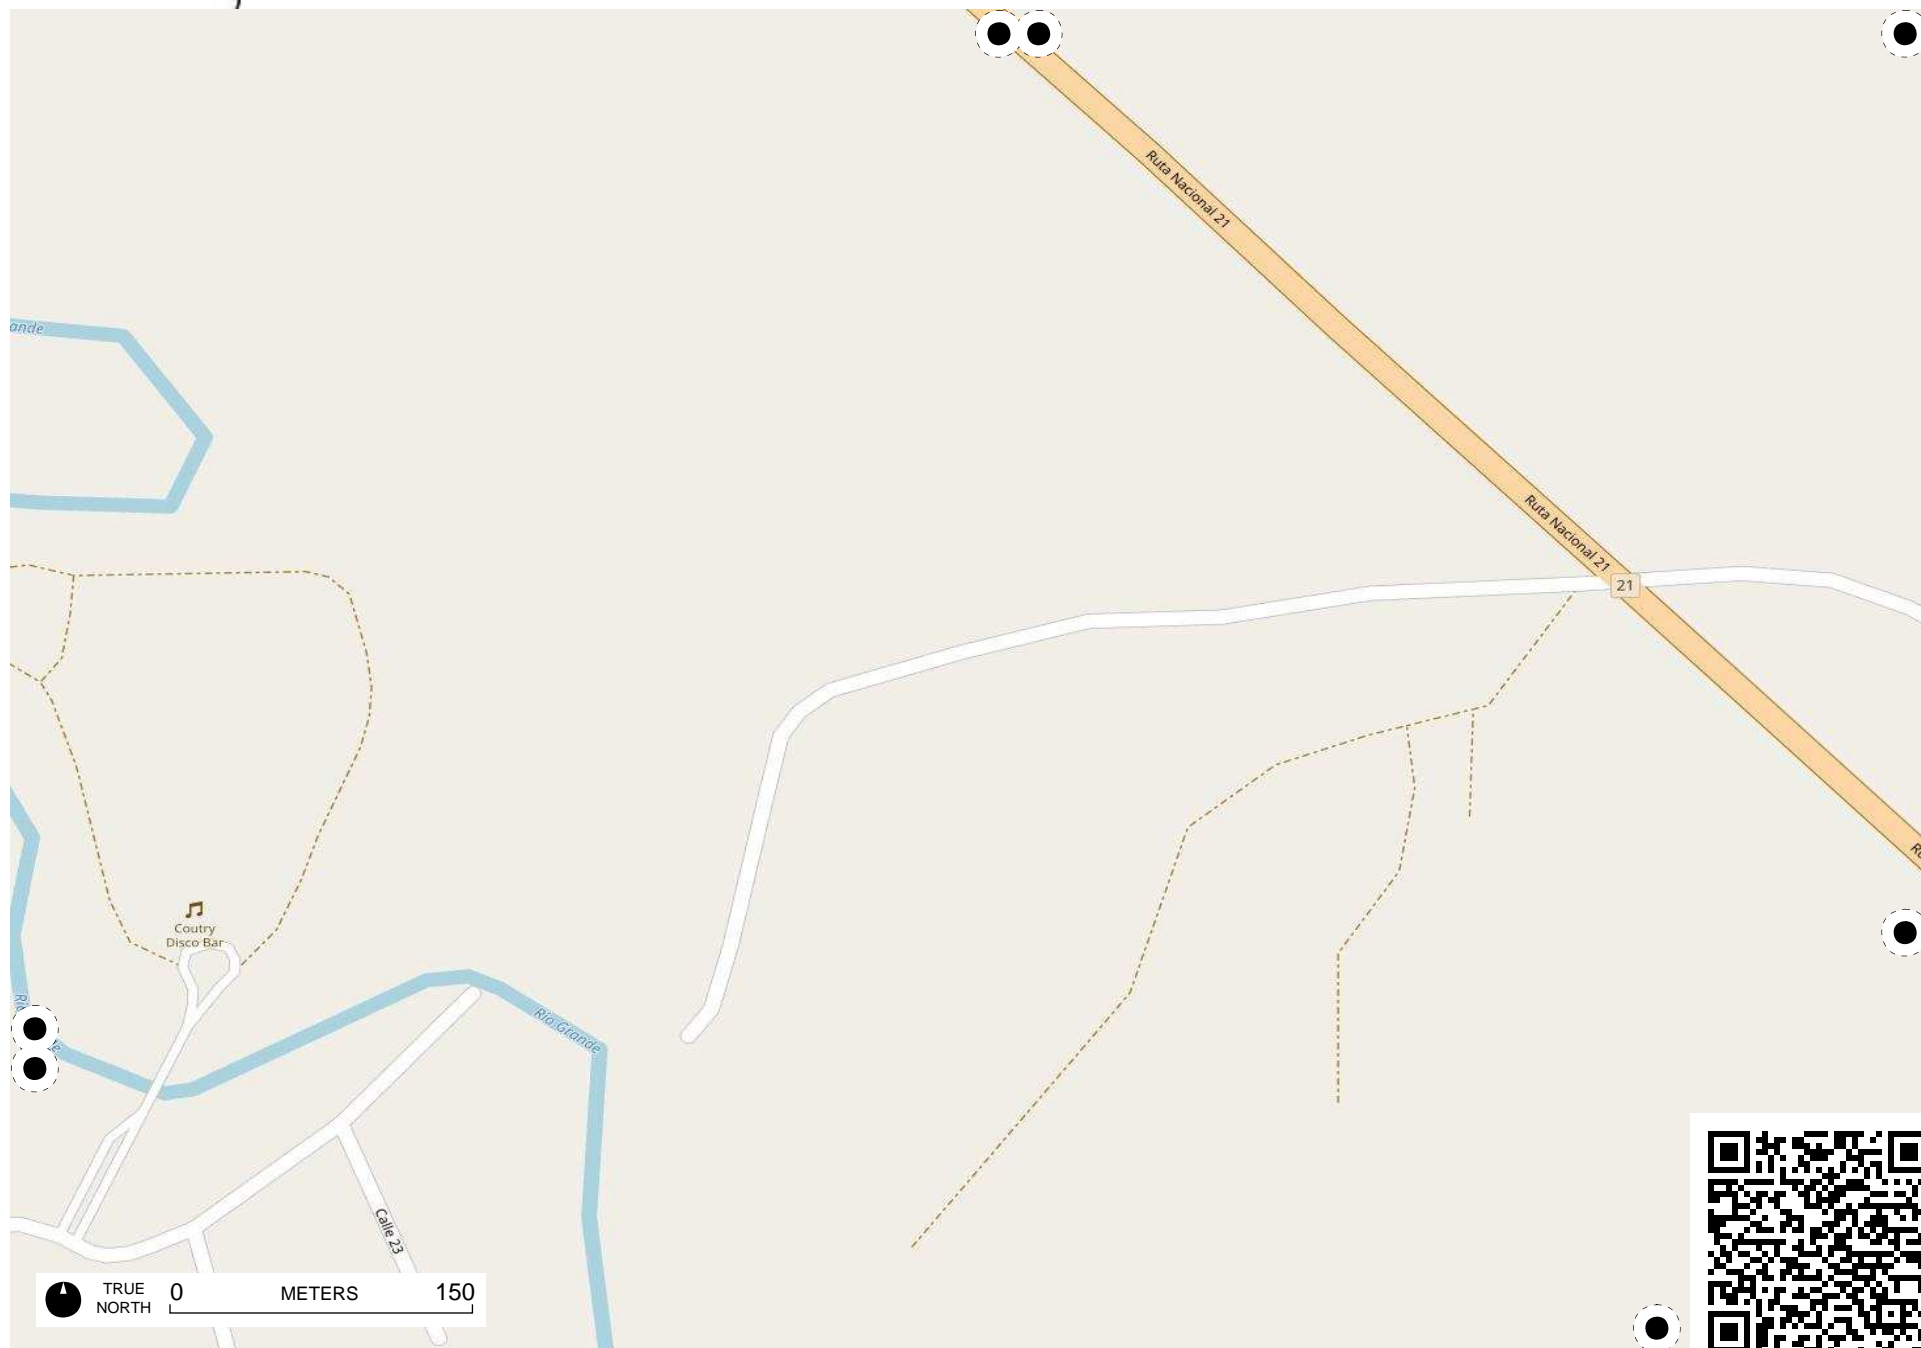 Ruta Nacional 21
ande
Ruta Nacional 21
21
Coutry
Disco Bar
Río Grande
Calle 23
TRUE
NORTH
0
METERS
150